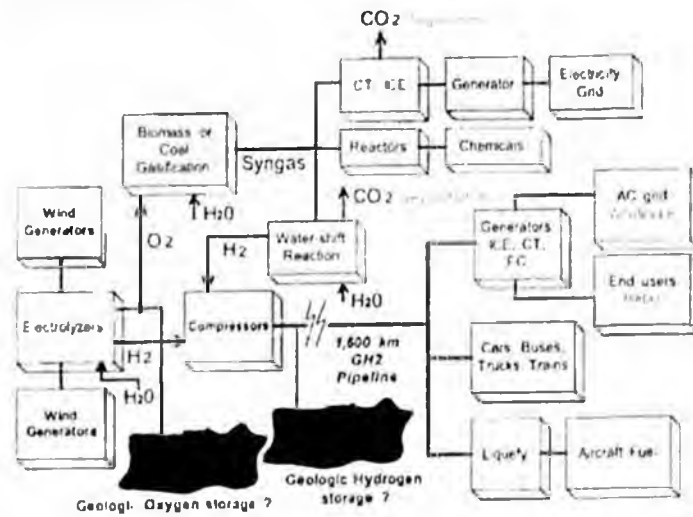 CO2
CT, ICE
Generator
Electricity
Grid
Biomass or
Coal
Gasification
Syngas
Reactors
Chemicals
H2O
CO2
Wind
Generators
O2
H2
Water-shift
Reaction
Generators
ICE, CT,
FC
AC grid
End users
Electrolyzers
H2
Compressors
H2O
1,600 km
GH2
Pipeline
Cars, Buses,
Trucks, Trains
H2O
Wind
Generators
Liquefy
Aircraft Fuel
Geologic Oxygen storage ?
Geologic Hydrogen
storage ?